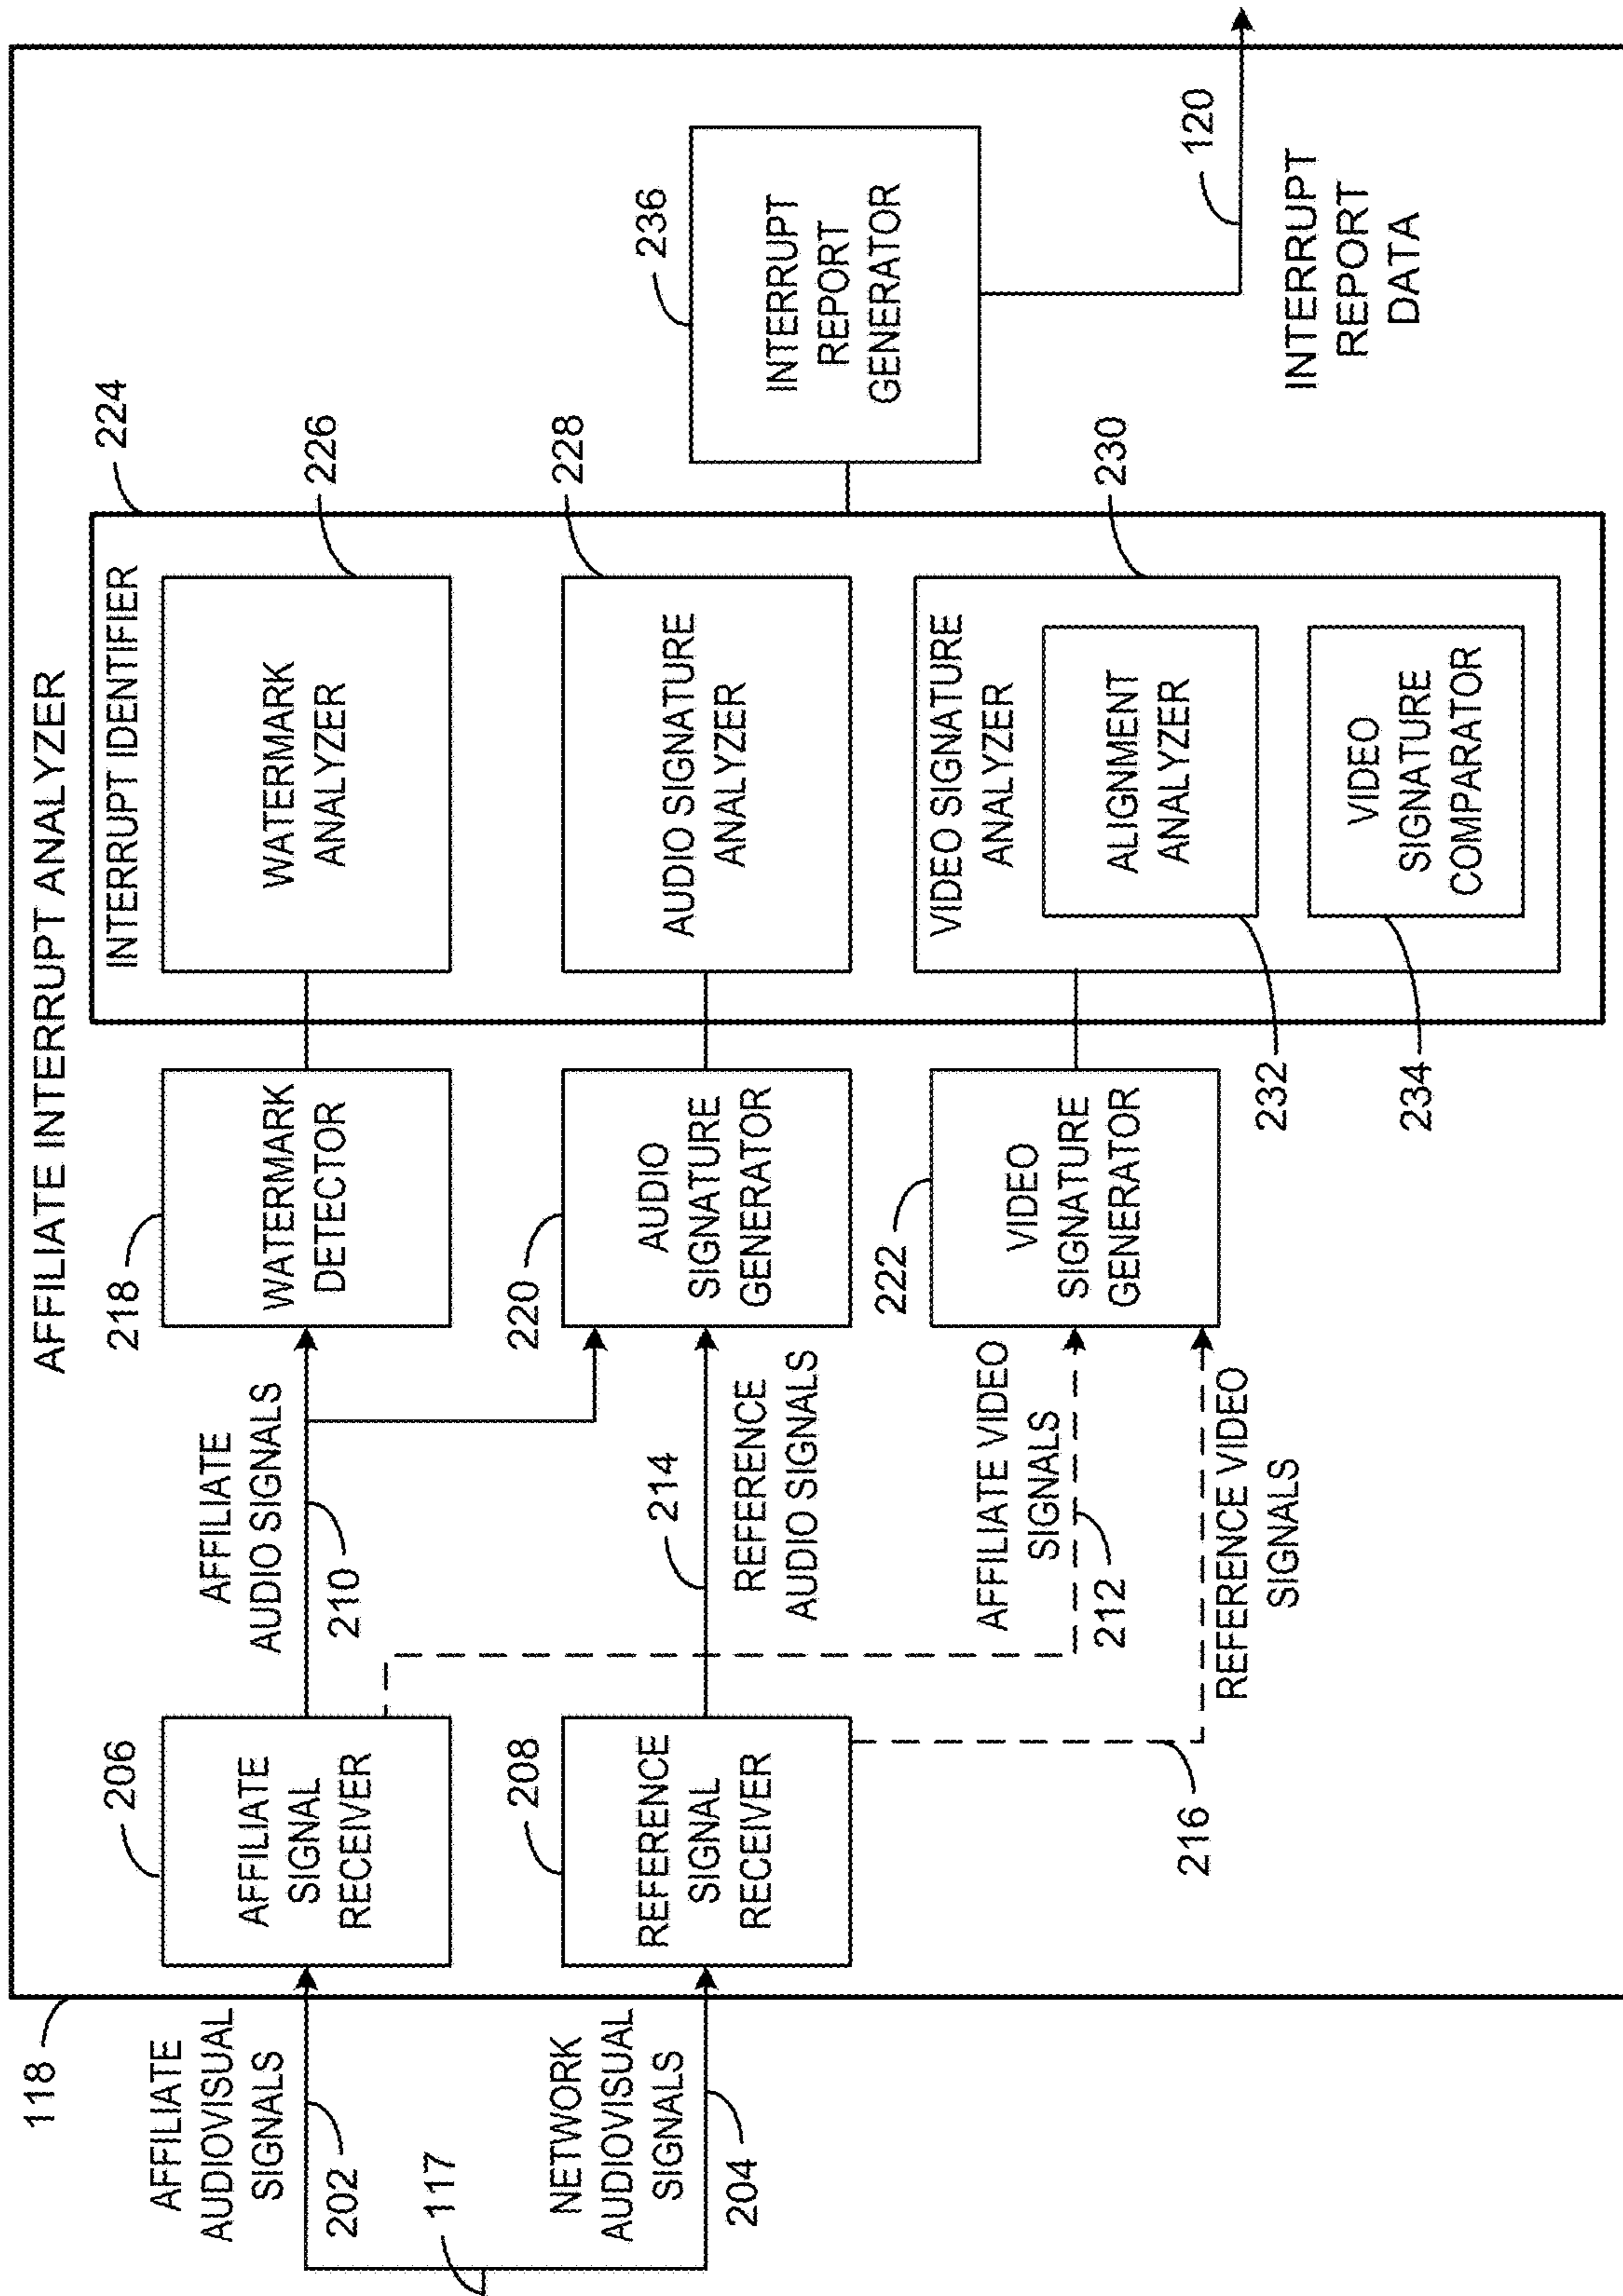 AFFILIATE INTERRUPT ANALYZER
118
AFFILIATE
AUDIOVISUAL
SIGNALS
202
117
NETWORK
AUDIOVISUAL
SIGNALS
204
206
AFFILIATE
SIGNAL
RECEIVER
208
REFERENCE
SIGNAL
RECEIVER
AFFILIATE
AUDIO SIGNALS
210
214
REFERENCE
AUDIO SIGNALS
AFFILIATE VIDEO
SIGNALS
212
216
REFERENCE VIDEO
SIGNALS
218
WATERMARK
DETECTOR
220
AUDIO
SIGNATURE
GENERATOR
222
VIDEO
SIGNATURE
GENERATOR
224
INTERRUPT IDENTIFIER
226
WATERMARK
ANALYZER
228
AUDIO SIGNATURE
ANALYZER
230
VIDEO SIGNATURE
ANALYZER
ALIGNMENT
ANALYZER
232
VIDEO
SIGNATURE
COMPARATOR
234
236
INTERRUPT
REPORT
GENERATOR
120
INTERRUPT
REPORT
DATA